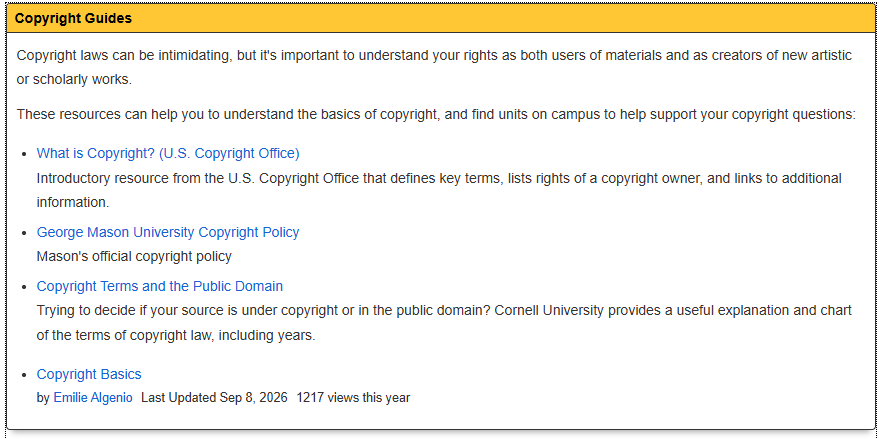 Copyright Guides
Copyright laws can be intimidating, but it's important to understand your rights as both users of materials and as creators of new artistic
or scholarly works.
These resources can help you to understand the basics of copyright, and find units on campus to help support your copyright questions:
What is Copyright? (U.S. Copyright Office)
Introductory resource from the U.S. Copyright Office that defines key terms, lists rights of a copyright owner, and links to additional
information.
George Mason University Copyright Policy
Mason's official copyright policy
Copyright Terms and the Public Domain
Trying to decide if your source is under copyright or in the public domain? Cornell University provides a useful explanation and chart
of the terms of copyright law, including years.
Copyright Basics
by Emilie Algenio Last Updated Sep 8, 2026 1217 views this year